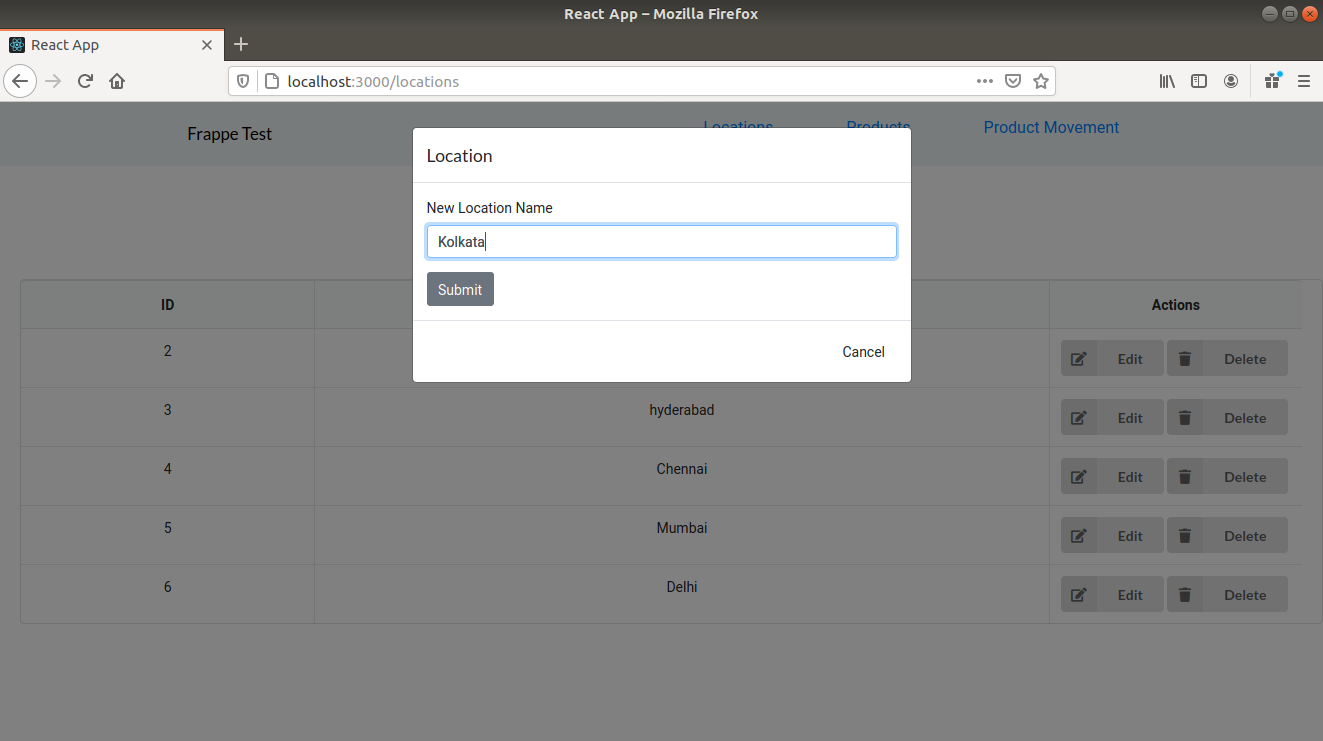 React App – Mozilla Firefox
React App
localhost:3000/locations
Frappe Test Locations Products Product Movement
Location
New Location Name
Kolkata
Submit
Cancel
ID Actions
2 Edit Delete
3 hyderabad Edit Delete
4 Chennai Edit Delete
5 Mumbai Edit Delete
6 Delhi Edit Delete